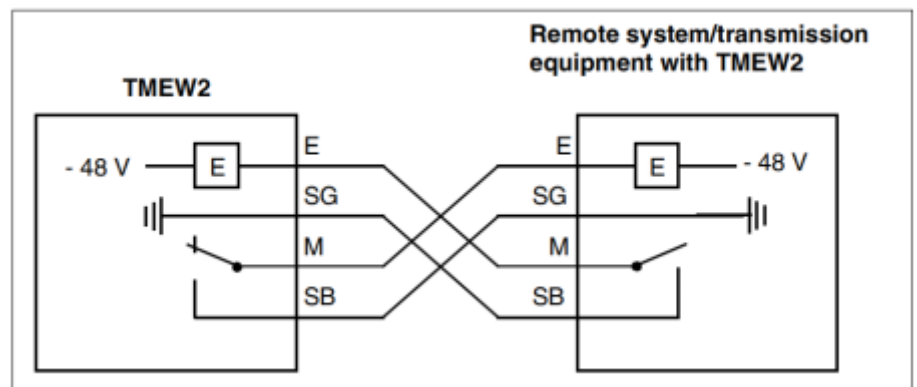 Remote system/transmission
equipment with TMEW2
TMEW2
- 48 V E E E E - 48 V
SG SG
M M
SB SB